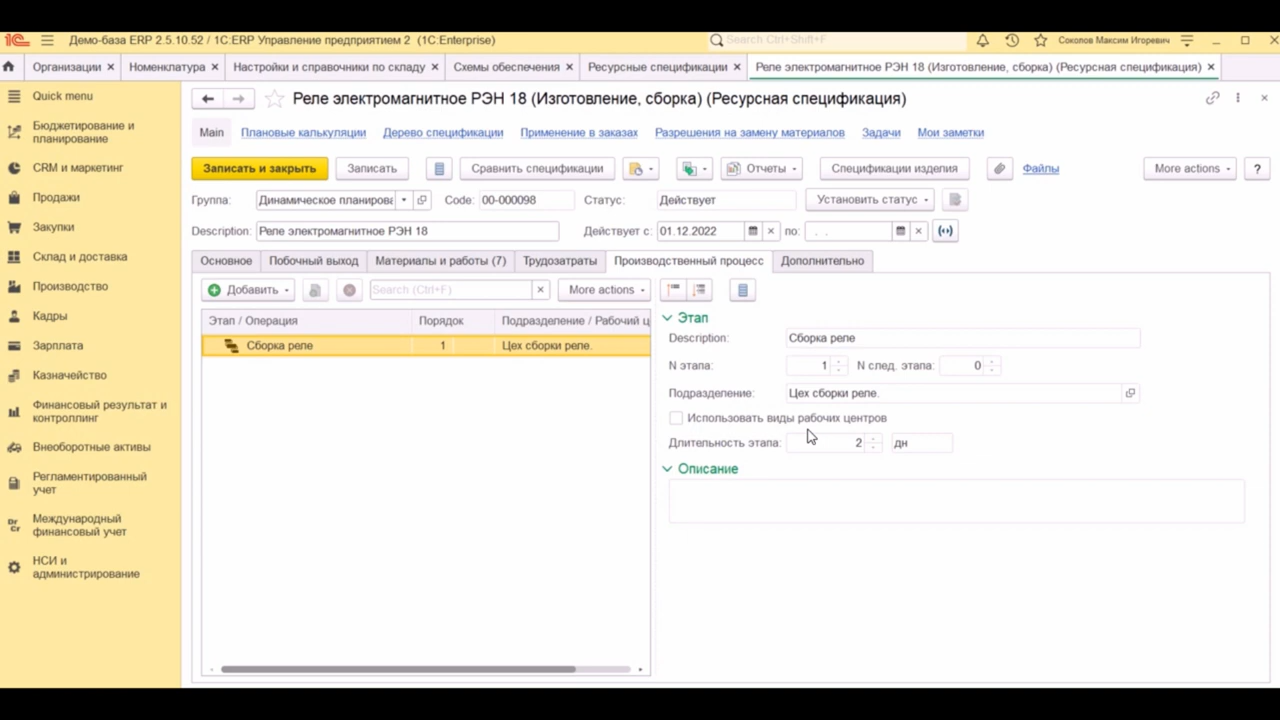 1C Демо-база ERP 2.5.10.52 / 1С:ERP Управление предприятием 2 (1C:Enterprise) Search Ctrl+Shift+F Соколов Максим Игоревич
Организации × Номенклатура × Настройки и справочники по складу × Схемы обеспечения × Ресурсные спецификации × Реле электромагнитное РЭН 18 (Изготовление, сборка) (Ресурсная спецификация) ×
Quick menu
Бюджетирование и
планирование
CRM и маркетинг
Продажи
Закупки
Склад и доставка
Производство
Кадры
Зарплата
Казначейство
Финансовый результат и
контроллинг
Внеоборотные активы
Регламентированный
учет
Международный
финансовый учет
НСИ и
администрирование
Реле электромагнитное РЭН 18 (Изготовление, сборка) (Ресурсная спецификация)
Main Плановые калькуляции Дерево спецификации Применение в заказах Разрешения на замену материалов Задачи Мои заметки
Записать и закрыть Записать Сравнить спецификации Отчеты Спецификации изделия Файлы More actions ?
Группа: Динамическое планирова Code: 00-000098 Статус: Действует Установить статус
Description: Реле электромагнитное РЭН 18 Действует с: 01.12.2022 по: . .
Основное Побочный выход Материалы и работы (7) Трудозатраты Производственный процесс Дополнительно
Добавить Search (Ctrl+F) × More actions
Этап / Операция Порядок Подразделение / Рабочий ц
Сборка реле 1 Цех сборки реле.
Этап
Description: Сборка реле
N этапа: 1 N след. этапа: 0
Подразделение: Цех сборки реле.
Использовать виды рабочих центров
Длительность этапа: 2 дн
Описание